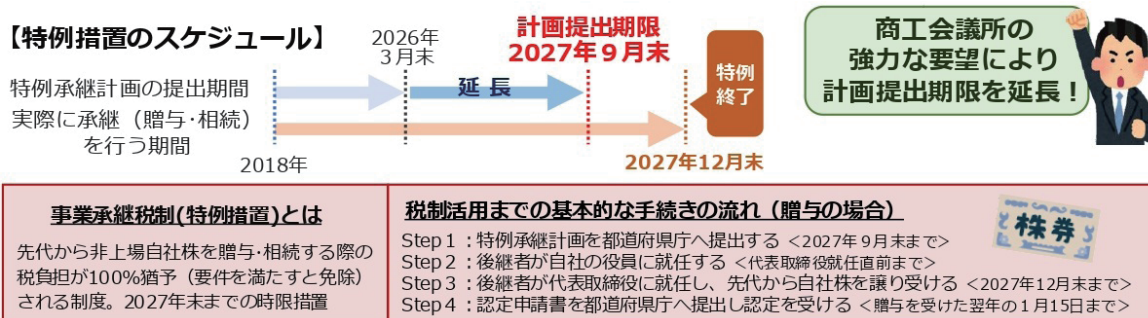 【特例措置のスケジュール】
2026年
3月末
計画提出期限
2027年9月末
特例
終了
商工会議所の
強力な要望により
計画提出期限を延長！
特例承継計画の提出期間
延 長
実際に承継（贈与･相続）
を行う期間
2018年
2027年12月末
事業承継税制(特例措置)とは
先代から非上場自社株を贈与･相続する際の
税負担が100%猶予（要件を満たすと免除）
される制度。2027年末までの時限措置
税制活用までの基本的な手続きの流れ（贈与の場合）
株券
Step1：特例承継計画を都道府県庁へ提出する <2027年9月末まで>
Step2：後継者が自社の役員に就任する <代表取締役就任直前まで>
Step3：後継者が代表取締役に就任し、先代から自社株を譲り受ける <2027年12月末まで>
Step4：認定申請書を都道府県庁へ提出し認定を受ける <贈与を受けた翌年の1月15日まで>